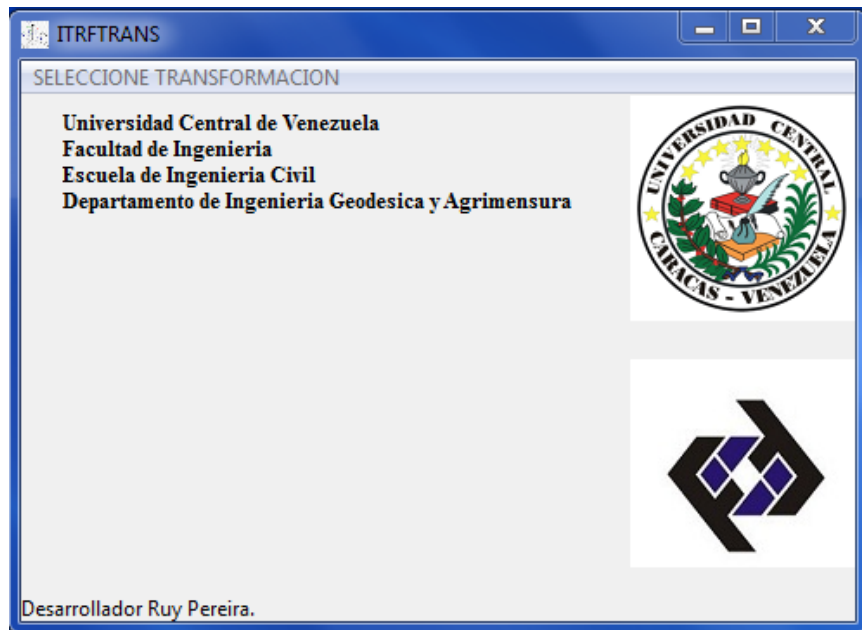 ITRFTRANS
SELECCIONE TRANSFORMACION
Universidad Central de Venezuela
Facultad de Ingenieria
Escuela de Ingenieria Civil
Departamento de Ingenieria Geodesica y Agrimensura
UNIVERSIDAD CENTRAL
CARACAS - VENEZUELA
Desarrollador Ruy Pereira.